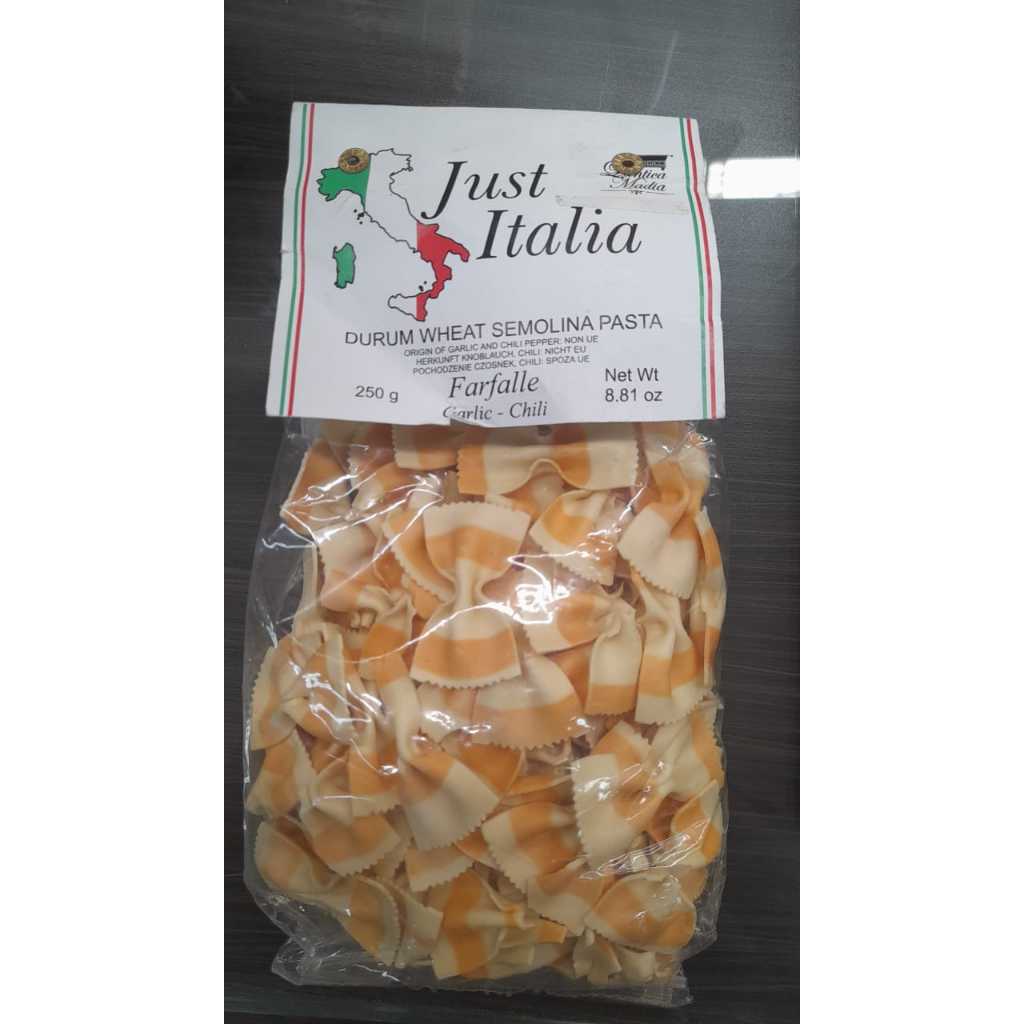 Just
Italia
Madia
DURUM WHEAT SEMOLINA PASTA
ORIGIN OF GARLIC AND CHILI PEPPER: NON UE
HERKUNFT KNOBLAUCH, CHILI: NICHT EU
POCHODZENIE CZOSNEK, CHILI: SPOZA UE
250 g
Farfalle
Garlic - Chili
Net Wt
8.81 oz